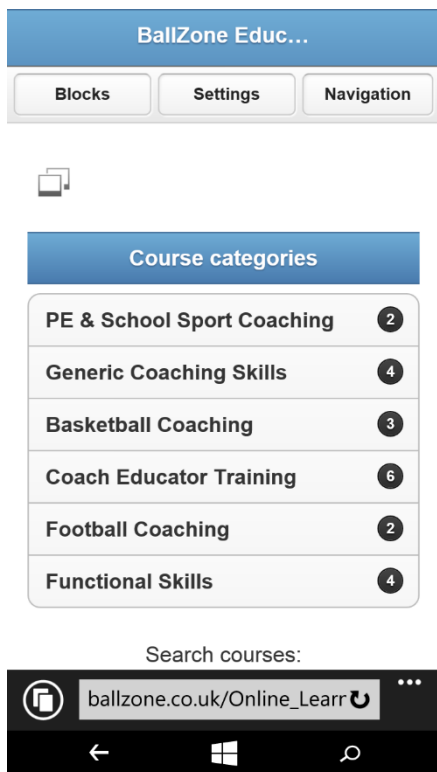 BallZone Educ...
Blocks Settings Navigation
Course categories
PE & School Sport Coaching 2
Generic Coaching Skills 4
Basketball Coaching 3
Coach Educator Training 6
Football Coaching 2
Functional Skills 4
Search courses:
ballzone.co.uk/Online_Learr